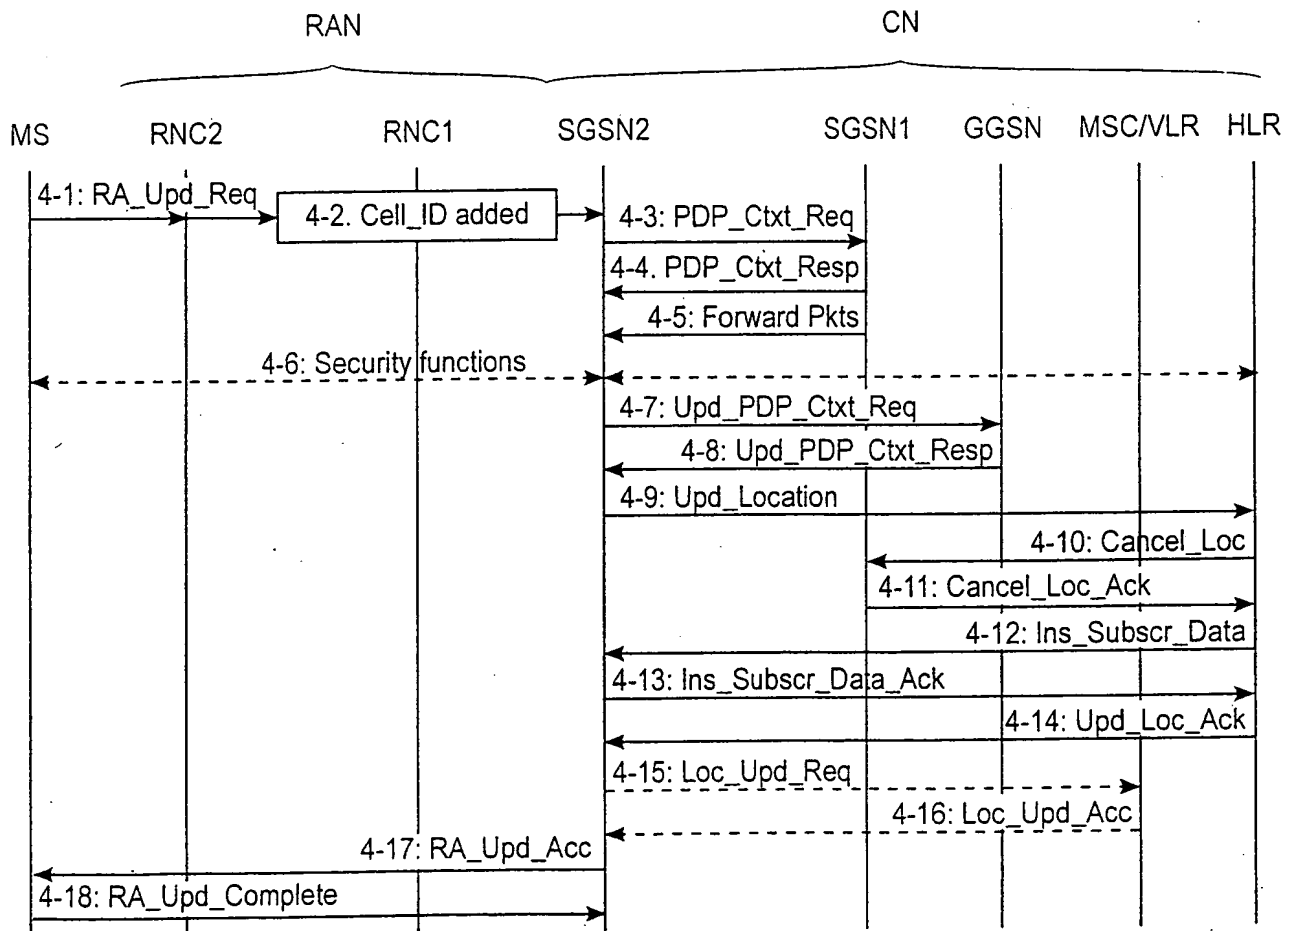 RAN CN
MS RNC2 RNC1 SGSN2 SGSN1 GGSN MSC/VLR HLR
4-1: RA_Upd_Req
4-2. Cell_ID added
4-3: PDP_Ctxt_Req
4-4. PDP_Ctxt_Resp
4-5: Forward Pkts
4-6: Security functions
4-7: Upd_PDP_Ctxt_Req
4-8: Upd_PDP_Ctxt_Resp
4-9: Upd_Location
4-10: Cancel_Loc
4-11: Cancel_Loc_Ack
4-12: Ins_Subscr_Data
4-13: Ins_Subscr_Data_Ack
4-14: Upd_Loc_Ack
4-15: Loc_Upd_Req
4-16: Loc_Upd_Acc
4-17: RA_Upd_Acc
4-18: RA_Upd_Complete